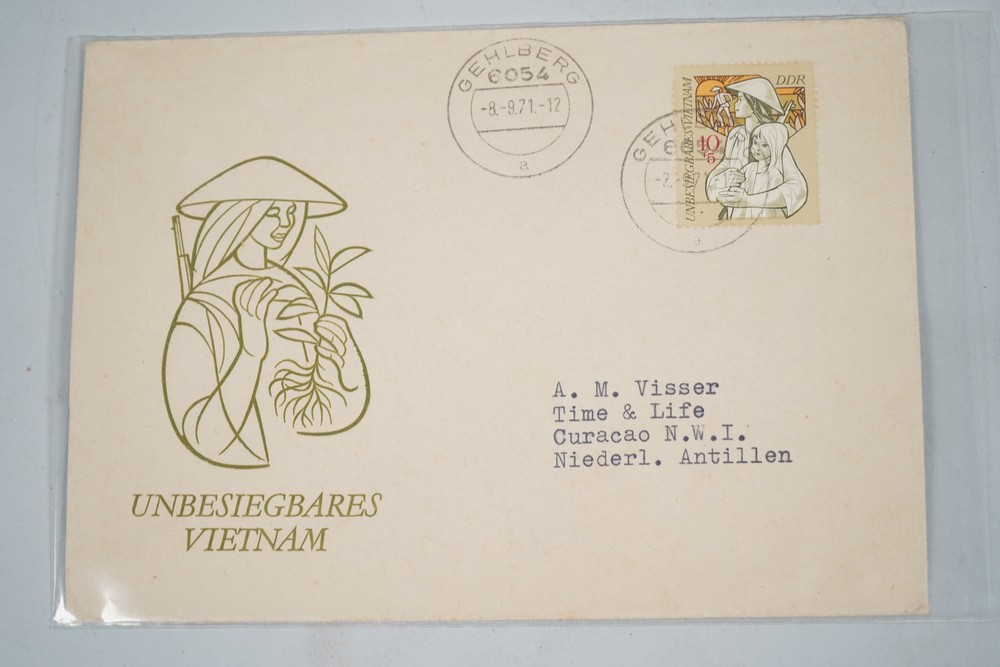 GEHLBERG
6054
-8.-9.71.-12
a
DDR
UNBESIEGBARES VIETNAM
10
+5
GEH
a
A. M. Visser
Time & Life
Curacao N.W.I.
Niederl. Antillen
UNBESIEGBARES
VIETNAM